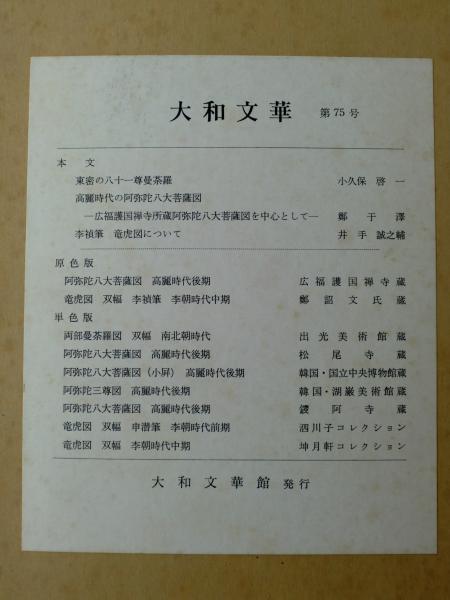 大和文華 第75号
本文
東密の八十一尊曼荼羅 小久保啓一
高麗時代の阿弥陀八大菩薩図
―広福護国禅寺所蔵阿弥陀八大菩薩図を中心として― 鄭于澤
李禎筆 竜虎図について 井手誠之輔
原色版
阿弥陀八大菩薩図 高麗時代後期 広福護国禅寺蔵
竜虎図 双幅 李禎筆 李朝時代中期 鄭詔文氏蔵
単色版
両部曼荼羅図 双幅 南北朝時代 出光美術館蔵
阿弥陀八大菩薩図 高麗時代後期 松尾寺蔵
阿弥陀八大菩薩図(小屏) 高麗時代後期 韓国・国立中央博物館蔵
阿弥陀三尊図 高麗時代後期 韓国・湖巌美術館蔵
阿弥陀八大菩薩図 高麗時代後期 鑁阿寺蔵
竜虎図 双幅 申潜筆 李朝時代前期 泗川子コレクション
竜虎図 双幅 李朝時代中期 坤月軒コレクション
大和文華館 発行